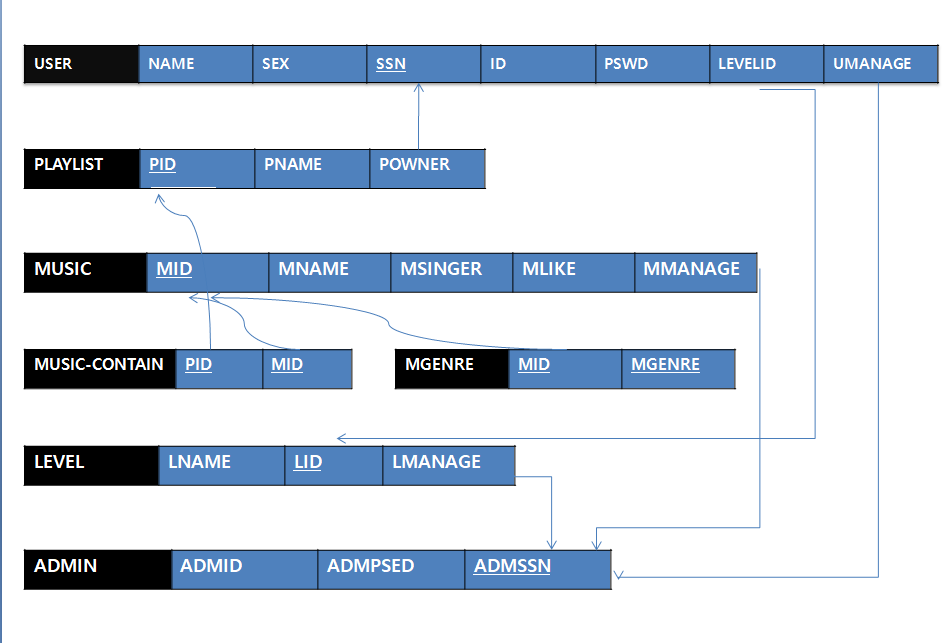 USER NAME SEX SSN ID PSWD LEVELID UMANAGE
PLAYLIST PID PNAME POWNER
MUSIC MID MNAME MSINGER MLIKE MMANAGE
MUSIC-CONTAIN PID MID MGENRE MID MGENRE
LEVEL LNAME LID LMANAGE
ADMIN ADMID ADMPSED ADMSSN